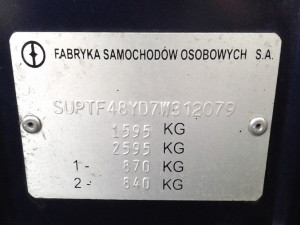 FABRYKA SAMOCHODÓW OSOBOWYCH S.A.
SUPTF48YD7W312079
1595 KG
2595 KG
1- 870 KG
2- 840 KG